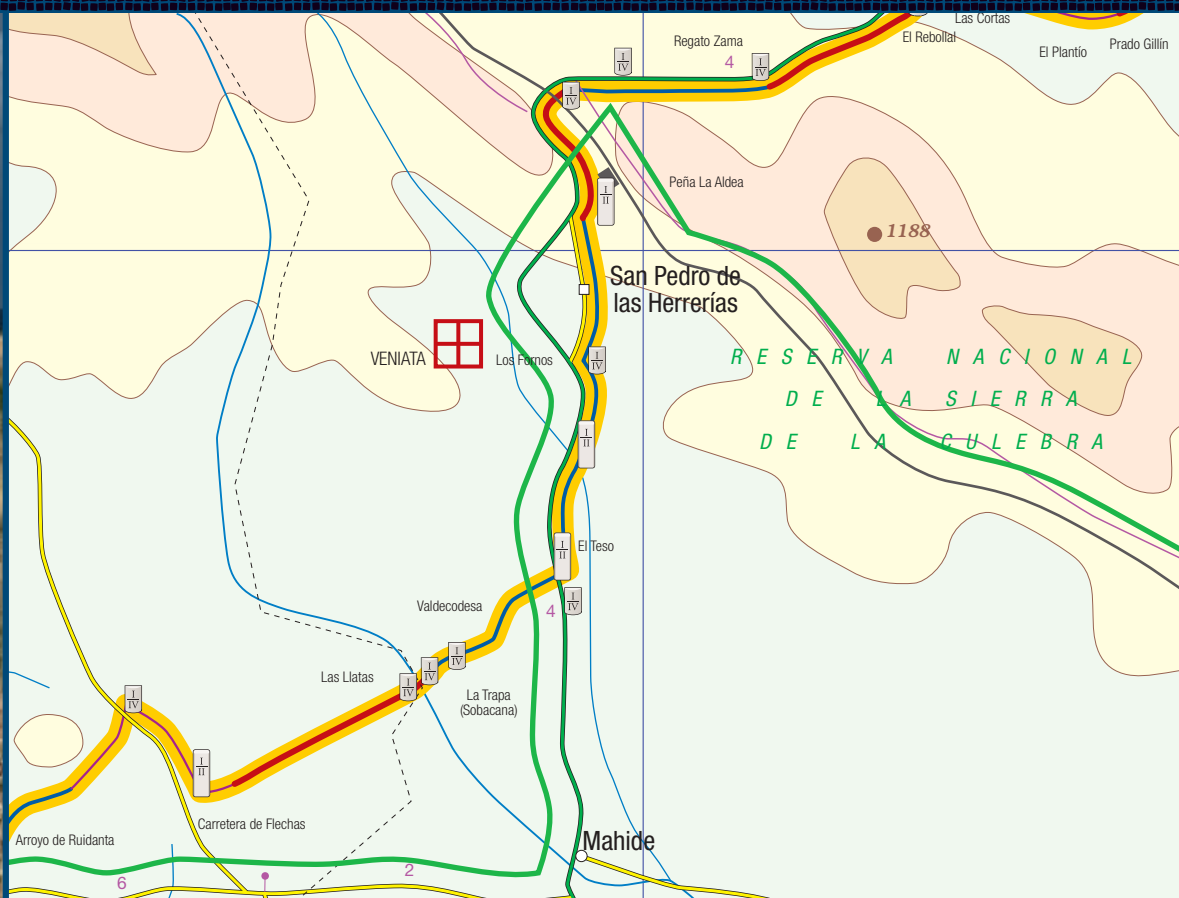 Las Cortas
El Rebollal
El Plantío
Prado Gillín
Regato Zama
4
I
IV
I
IV
I
IV
Peña La Aldea
I
II
1188
San Pedro de
las Herrerías
VENIATA
Los Fornos
I
IV
RESERVA NACIONAL
DE LA SIERRA
DE LA CULEBRA
I
II
I
II
El Teso
Valdecodesa
4
I
IV
I
IV
I
IV
I
IV
Las Llatas
La Trapa
(Sobacana)
I
IV
I
II
Carretera de Flechas
Arroyo de Ruidanta
Mahide
6
2